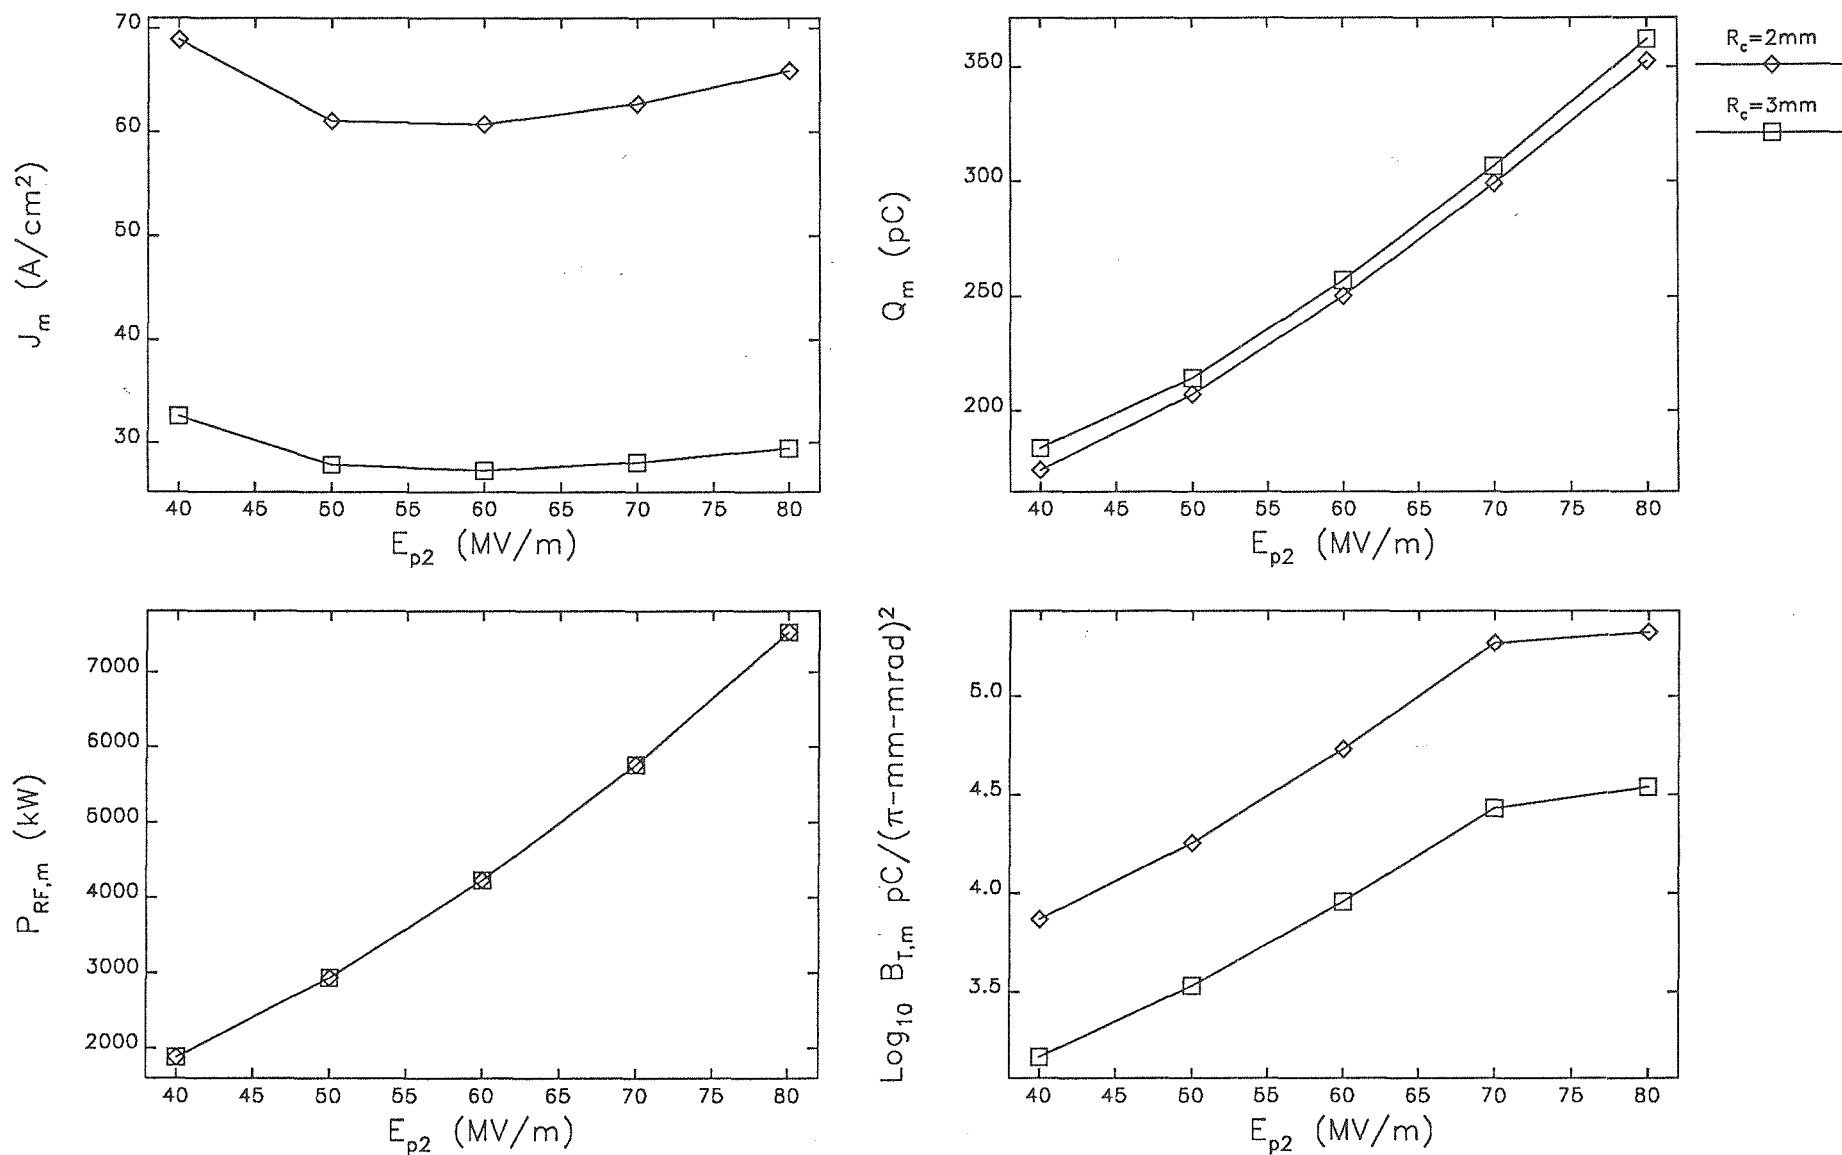 70
60
50
40
30
J_m (A/cm²)
40 45 50 55 60 65 70 75 80
E_p2 (MV/m)
350
300
250
200
Q_m (pC)
40 45 50 55 60 65 70 75 80
E_p2 (MV/m)
R_c=2mm
R_c=3mm
7000
6000
5000
4000
3000
2000
P_RF,m (kW)
40 45 50 55 60 65 70 75 80
E_p2 (MV/m)
5.0
4.5
4.0
3.5
Log₁₀ B_T,m pC/(π-mm-mrad)²
40 45 50 55 60 65 70 75 80
E_p2 (MV/m)